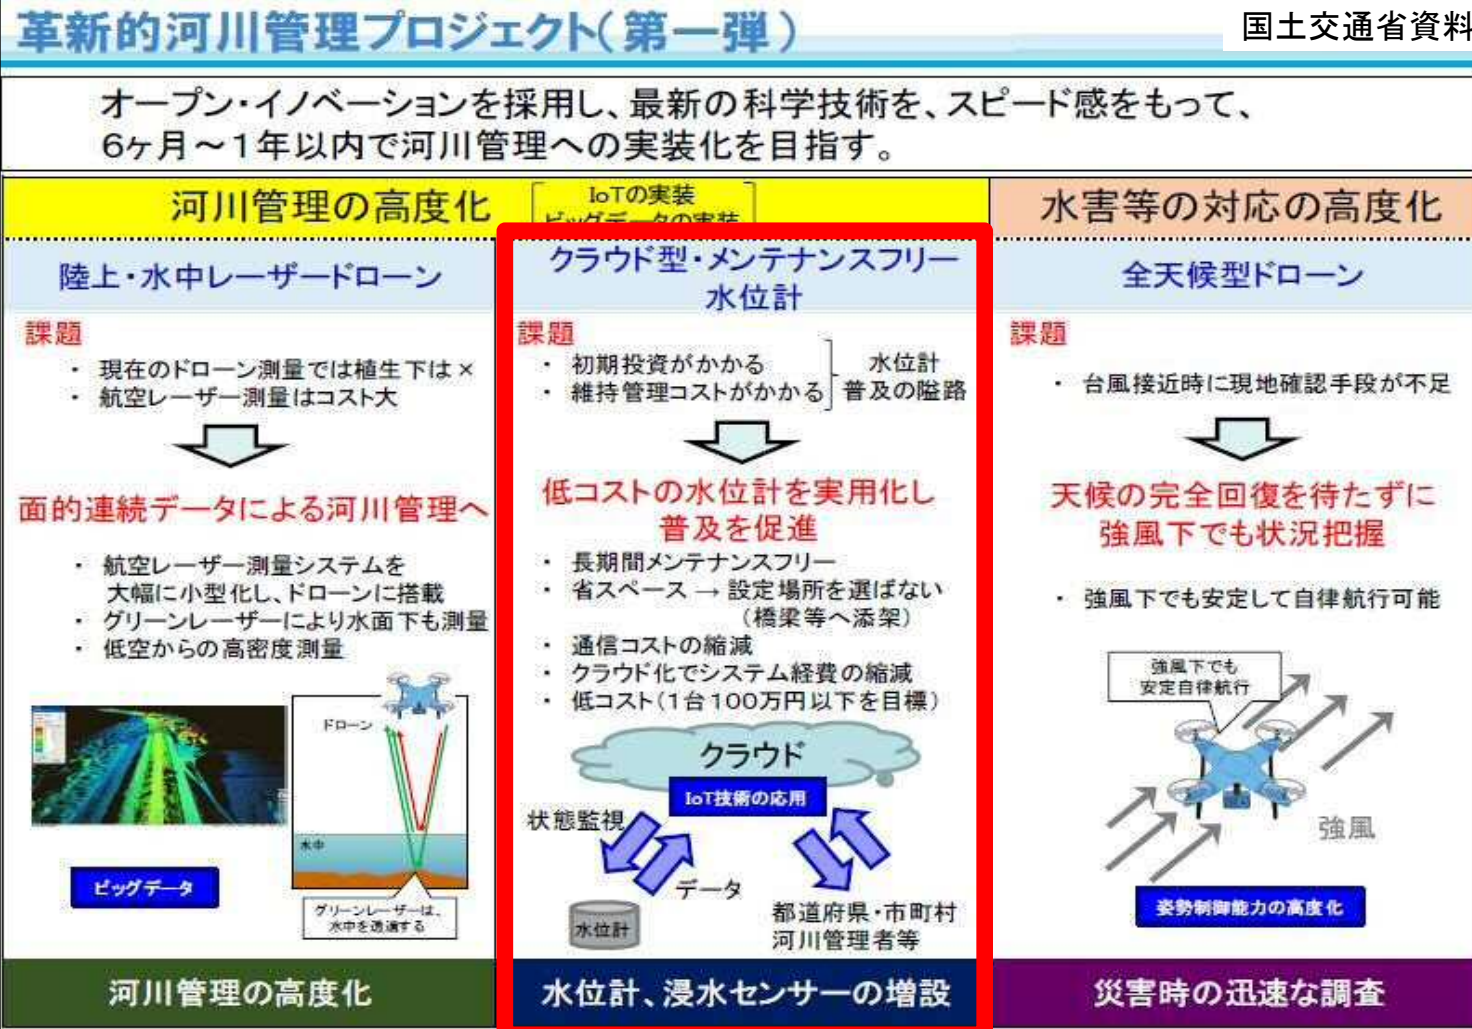 革新的河川管理プロジェクト(第一弾)
国土交通省資料
オープン・イノベーションを採用し、最新の科学技術を、スピード感をもって、
6ヶ月～1年以内で河川管理への実装化を目指す。
河川管理の高度化
IoTの実装
ビッグデータの実装
水害等の対応の高度化
陸上・水中レーザードローン
課題
・ 現在のドローン測量では植生下は×
・ 航空レーザー測量はコスト大
面的連続データによる河川管理へ
・ 航空レーザー測量システムを
大幅に小型化し、ドローンに搭載
・ グリーンレーザーにより水面下も測量
・ 低空からの高密度測量
ドローン
水中
グリーンレーザーは、
水中を透過する
ビッグデータ
河川管理の高度化
クラウド型・メンテナンスフリー
水位計
課題
・ 初期投資がかかる
・ 維持管理コストがかかる
水位計
普及の隘路
低コストの水位計を実用化し
普及を促進
・ 長期間メンテナンスフリー
・ 省スペース → 設定場所を選ばない
(橋梁等へ添架)
・ 通信コストの縮減
・ クラウド化でシステム経費の縮減
・ 低コスト(1台100万円以下を目標)
クラウド
IoT技術の応用
状態監視
データ
水位計
都道府県・市町村
河川管理者等
水位計、浸水センサーの増設
全天候型ドローン
課題
・ 台風接近時に現地確認手段が不足
天候の完全回復を待たずに
強風下でも状況把握
・ 強風下でも安定して自律航行可能
強風下でも
安定自律航行
強風
姿勢制御能力の高度化
災害時の迅速な調査